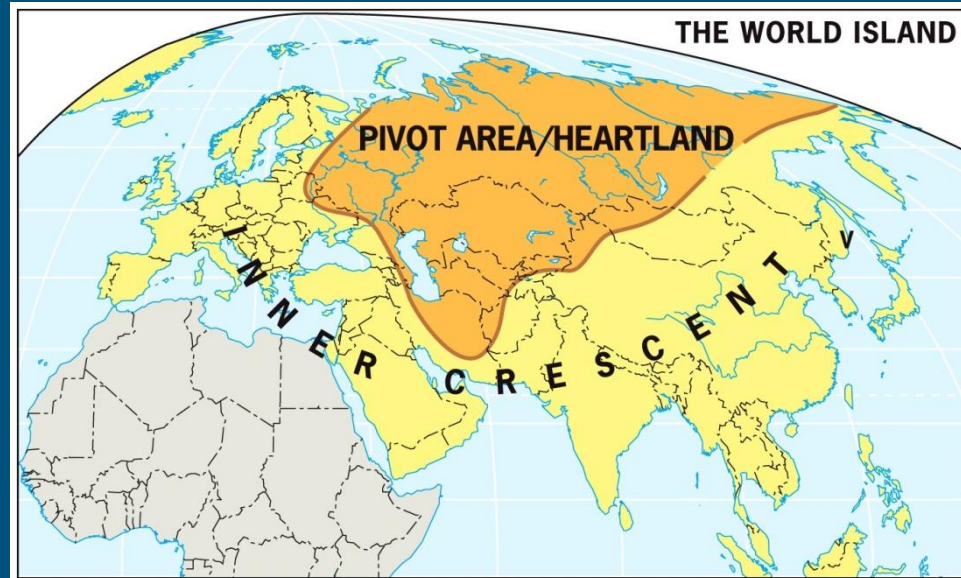 THE WORLD ISLAND
PIVOT AREA/HEARTLAND
INNER CRESCENT
V